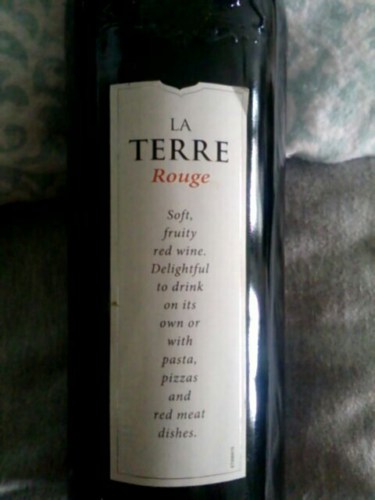 LA
TERRE
Rouge
Soft,
fruity
red wine.
Delightful
to drink
on its
own or
with
pasta,
pizzas
and
red meat
dishes.